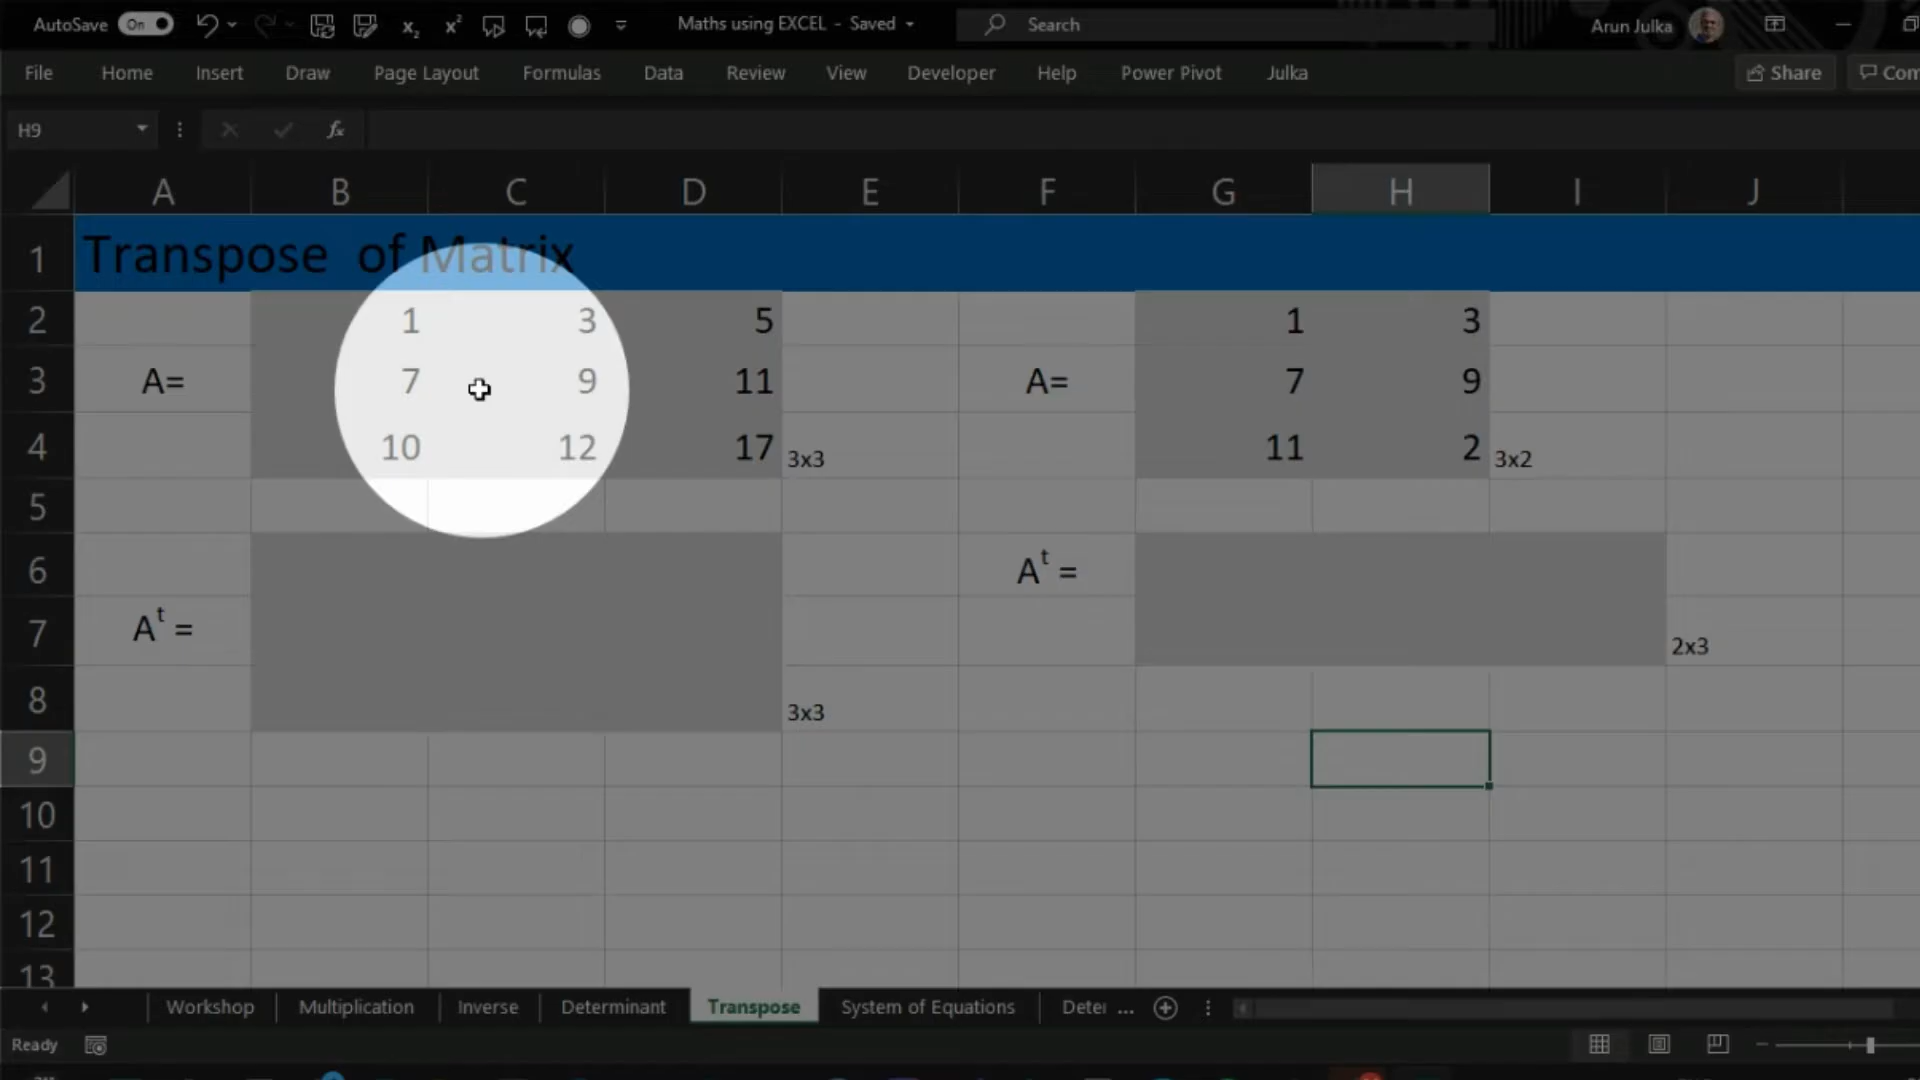 AutoSave On Maths using EXCEL - Saved Search Arun Julka
File Home Insert Draw Page Layout Formulas Data Review View Developer Help Power Pivot Julka Share Com
H9 fx
A B C D E F G H I J
1 Transpose of Matrix
2 1 3 5 1 3
3 A= 7 9 11 A= 7 9
4 10 12 17 3x3 11 2 3x2
5
6 Aᵗ =
7 Aᵗ = 2x3
8 3x3
9
10
11
12
13
Workshop Multiplication Inverse Determinant Transpose System of Equations Deter ...
Ready